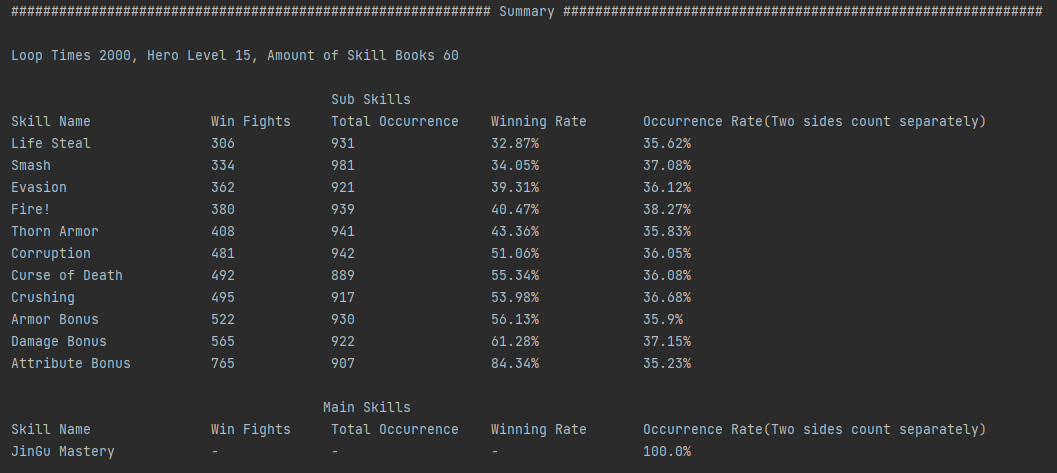 ############################################################ Summary ############################################################
Loop Times 2000, Hero Level 15, Amount of Skill Books 60
Sub Skills
Skill Name Win Fights Total Occurrence Winning Rate Occurrence Rate(Two sides count separately)
Life Steal 306 931 32.87% 35.62%
Smash 334 981 34.05% 37.08%
Evasion 362 921 39.31% 36.12%
Fire! 380 939 40.47% 38.27%
Thorn Armor 408 941 43.36% 35.83%
Corruption 481 942 51.06% 36.05%
Curse of Death 492 889 55.34% 36.08%
Crushing 495 917 53.98% 36.68%
Armor Bonus 522 930 56.13% 35.9%
Damage Bonus 565 922 61.28% 37.15%
Attribute Bonus 765 907 84.34% 35.23%
Main Skills
Skill Name Win Fights Total Occurrence Winning Rate Occurrence Rate(Two sides count separately)
JinGu Mastery - - - 100.0%